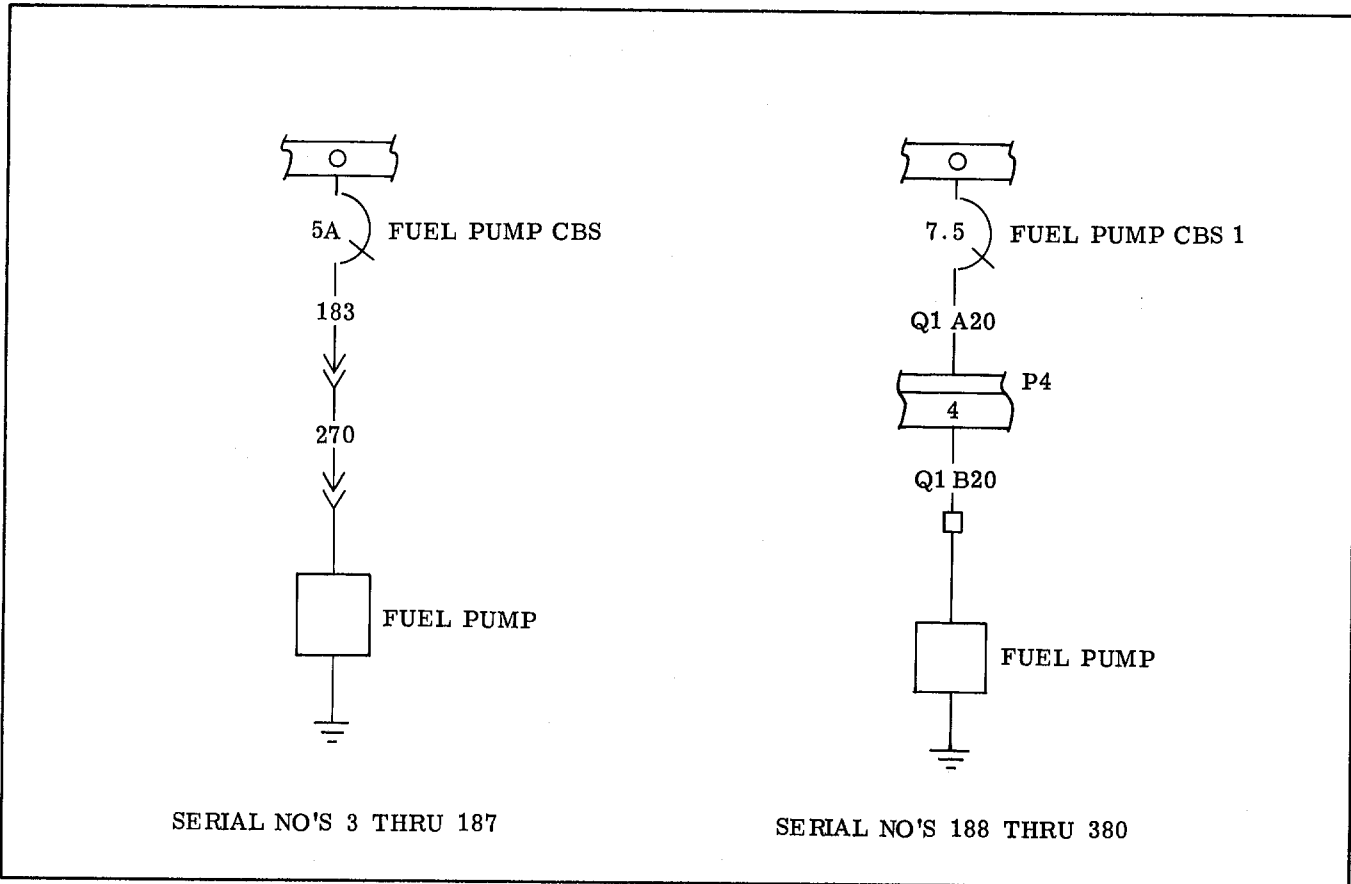 5A FUEL PUMP CBS
183
270
FUEL PUMP
SERIAL NO'S 3 THRU 187
7.5 FUEL PUMP CBS 1
Q1 A20
P4
4
Q1 B20
FUEL PUMP
SERIAL NO'S 188 THRU 380